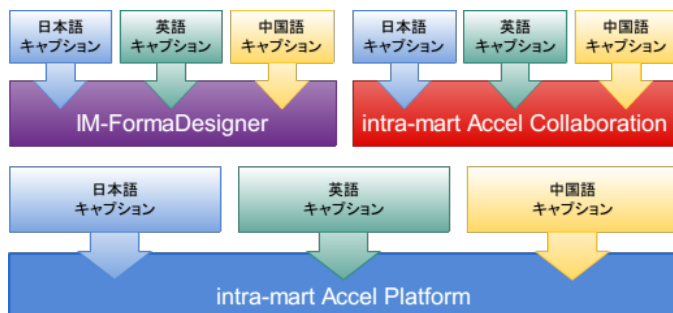 日本語
キャプション
英語
キャプション
中国語
キャプション
日本語
キャプション
英語
キャプション
中国語
キャプション
IM-FormaDesigner
intra-mart Accel Collaboration
日本語
キャプション
英語
キャプション
中国語
キャプション
intra-mart Accel Platform